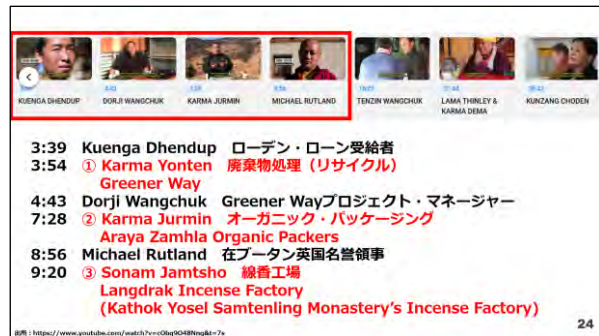 KUENGA DHENDUP
DORJI WANGCHUK
KARMA JURMIN
MICHAEL RUTLAND
TENZIN WANGCHUK
LAMA THINLEY &
KARMA DEMA
KUNZANG CHODEN
3:39 Kuenga Dhendup ローデン・ローン受給者
3:54 ① Karma Yonten 廃棄物処理（リサイクル）
Greener Way
4:43 Dorji Wangchuk Greener Wayプロジェクト・マネージャー
7:28 ② Karma Jurmin オーガニック・パッケージング
Araya Zamhla Organic Packers
8:56 Michael Rutland 在ブータン英国名誉領事
9:20 ③ Sonam Jamtsho 線香工場
Langdrak Incense Factory
(Kathok Yosel Samtenling Monastery's Incense Factory)
24